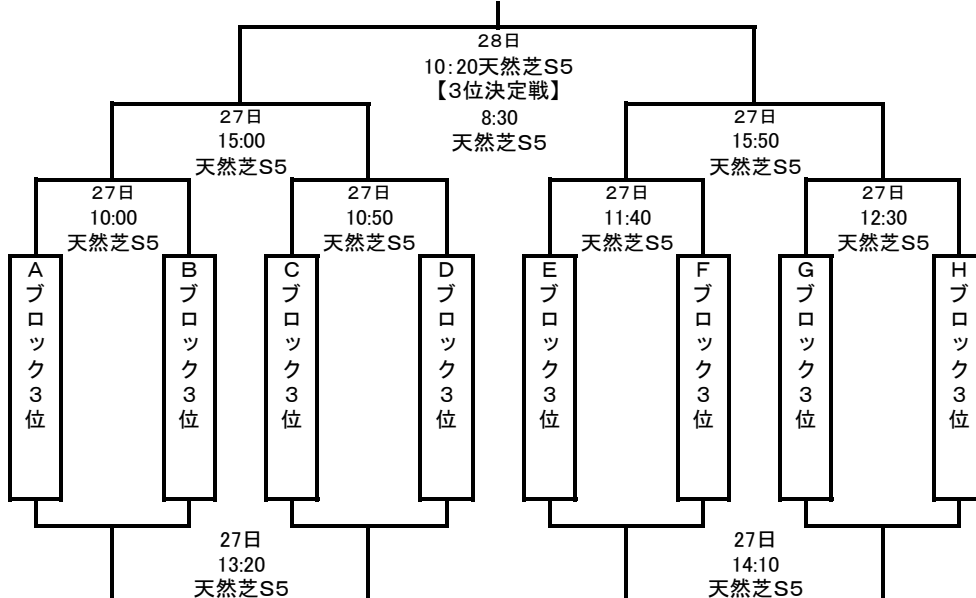 28日
10:20天然芝S5
【3位決定戦】
8:30
天然芝S5
27日
15:00
天然芝S5
27日
15:50
天然芝S5
27日
10:00
天然芝S5
27日
10:50
天然芝S5
27日
11:40
天然芝S5
27日
12:30
天然芝S5
Aブロック3位
Bブロック3位
Cブロック3位
Dブロック3位
Eブロック3位
Fブロック3位
Gブロック3位
Hブロック3位
27日
13:20
天然芝S5
27日
14:10
天然芝S5